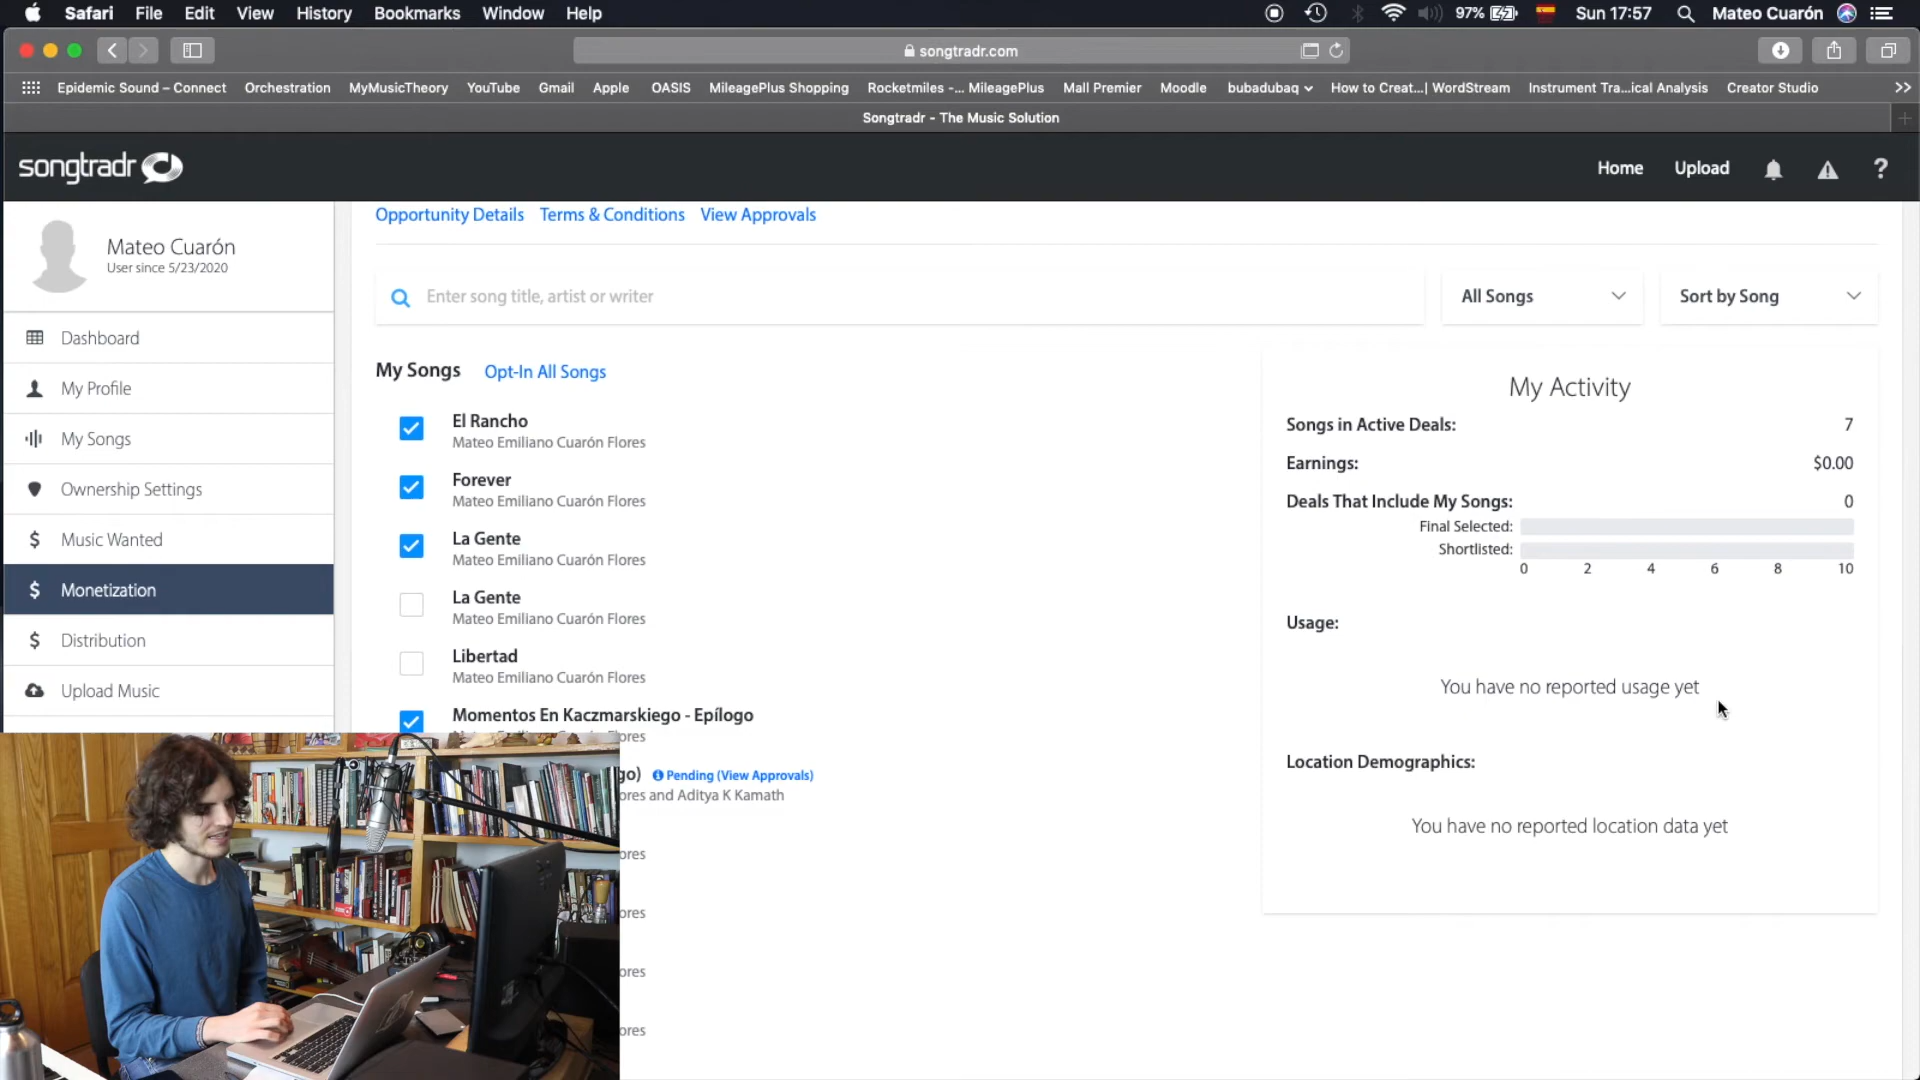 Safari File Edit View History Bookmarks Window Help 97% Sun 17:57 Mateo Cuarón
songtradr.com
Epidemic Sound – Connect Orchestration MyMusicTheory YouTube Gmail Apple OASIS MileagePlus Shopping Rocketmiles -... MileagePlus Mall Premier Moodle bubadubaq How to Creat...| WordStream Instrument Tra...ical Analysis Creator Studio
Songtradr - The Music Solution
songtradr Home Upload ?
Mateo Cuarón
User since 5/23/2020
Dashboard
My Profile
My Songs
Ownership Settings
$ Music Wanted
$ Monetization
$ Distribution
Upload Music
Opportunity Details Terms & Conditions View Approvals
Enter song title, artist or writer All Songs Sort by Song
My Songs Opt-In All Songs
El Rancho
Mateo Emiliano Cuarón Flores
Forever
Mateo Emiliano Cuarón Flores
La Gente
Mateo Emiliano Cuarón Flores
La Gente
Mateo Emiliano Cuarón Flores
Libertad
Mateo Emiliano Cuarón Flores
Momentos En Kaczmarskiego - Epílogo
ores
go) Pending (View Approvals)
ores and Aditya K Kamath
ores
ores
ores
ores
My Activity
Songs in Active Deals: 7
Earnings: $0.00
Deals That Include My Songs: 0
Final Selected:
Shortlisted:
0 2 4 6 8 10
Usage:
You have no reported usage yet
Location Demographics:
You have no reported location data yet